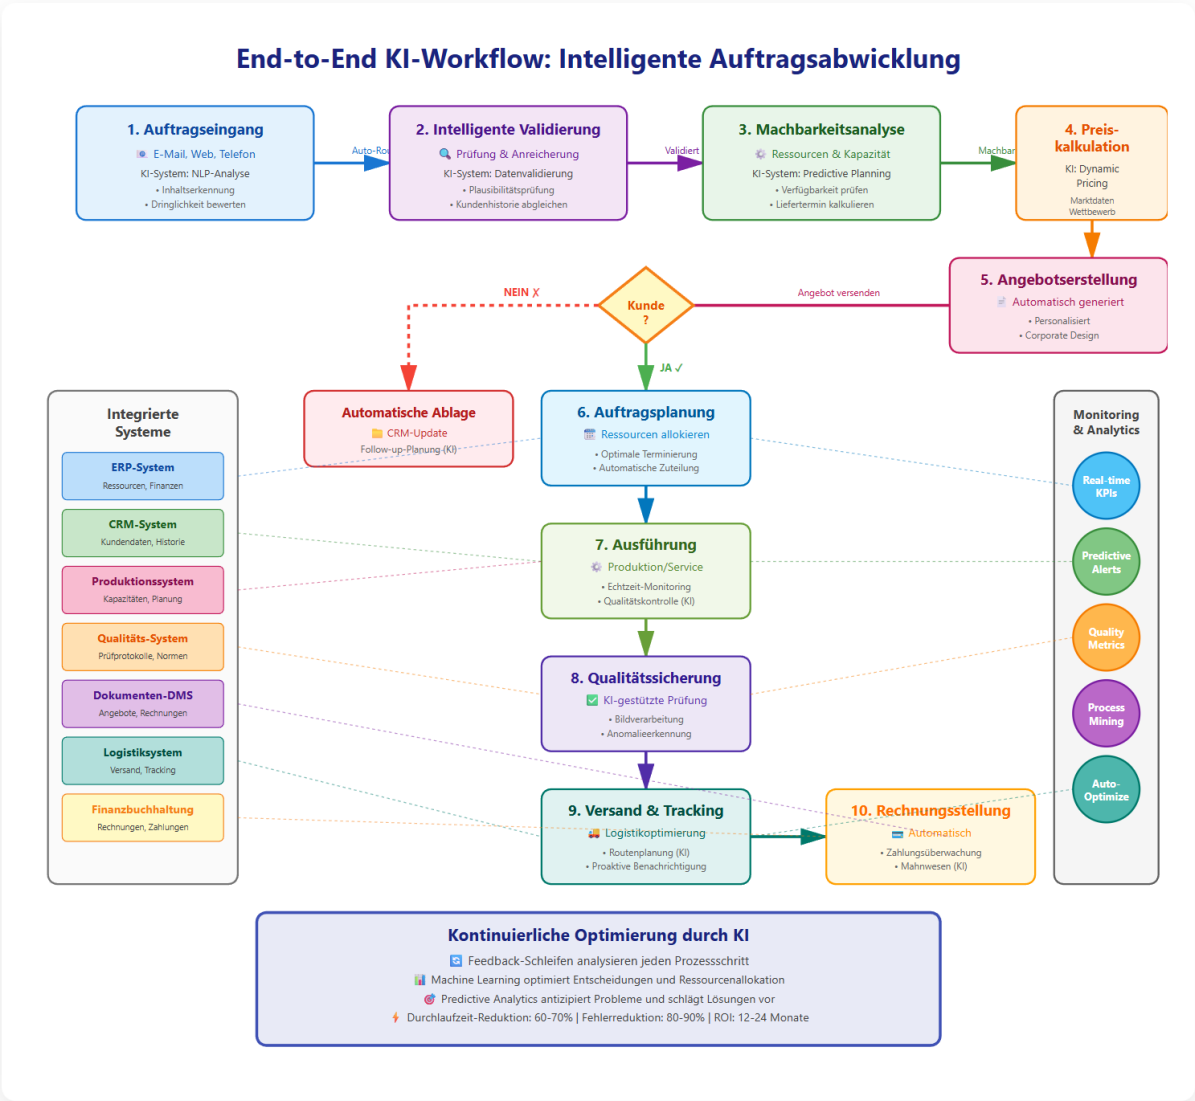 End-to-End KI-Workflow: Intelligente Auftragsabwicklung
1. Auftragseingang
📧 E-Mail, Web, Telefon
KI-System: NLP-Analyse
• Inhaltserkennung
• Dringlichkeit bewerten
2. Intelligente Validierung
🔍 Prüfung & Anreicherung
KI-System: Datenvalidierung
• Plausibilitätsprüfung
• Kundenhistorie abgleichen
Validiert
3. Machbarkeitsanalyse
⚙️ Ressourcen & Kapazität
KI-System: Predictive Planning
• Verfügbarkeit prüfen
• Liefertermin kalkulieren
Machbar
4. Preis-
kalkulation
KI: Dynamic
Pricing
Marktdaten
Wettbewerb
5. Angebotserstellung
📄 Automatisch generiert
• Personalisiert
• Corporate Design
Angebot versenden
Kunde
?
NEIN ✗
JA ✓
Automatische Ablage
📁 CRM-Update
Follow-up-Planung (KI)
6. Auftragsplanung
🗓️ Ressourcen allokieren
• Optimale Terminierung
• Automatische Zuteilung
7. Ausführung
⚙️ Produktion/Service
• Echtzeit-Monitoring
• Qualitätskontrolle (KI)
8. Qualitätssicherung
✅ KI-gestützte Prüfung
• Bildverarbeitung
• Anomalieerkennung
9. Versand & Tracking
🚚 Logistikoptimierung
• Routenplanung (KI)
• Proaktive Benachrichtigung
10. Rechnungsstellung
💳 Automatisch
• Zahlungsüberwachung
• Mahnwesen (KI)
Integrierte
Systeme
ERP-System
Ressourcen, Finanzen
CRM-System
Kundendaten, Historie
Produktionssystem
Kapazitäten, Planung
Qualitäts-System
Prüfprotokolle, Normen
Dokumenten-DMS
Angebote, Rechnungen
Logistiksystem
Versand, Tracking
Finanzbuchhaltung
Rechnungen, Zahlungen
Monitoring
& Analytics
Real-time
KPIs
Predictive
Alerts
Quality
Metrics
Process
Mining
Auto-
Optimize
Kontinuierliche Optimierung durch KI
🔄 Feedback-Schleifen analysieren jeden Prozessschritt
📊 Machine Learning optimiert Entscheidungen und Ressourcenallokation
🎯 Predictive Analytics antizipiert Probleme und schlägt Lösungen vor
⚡ Durchlaufzeit-Reduktion: 60-70% | Fehlerreduktion: 80-90% | ROI: 12-24 Monate